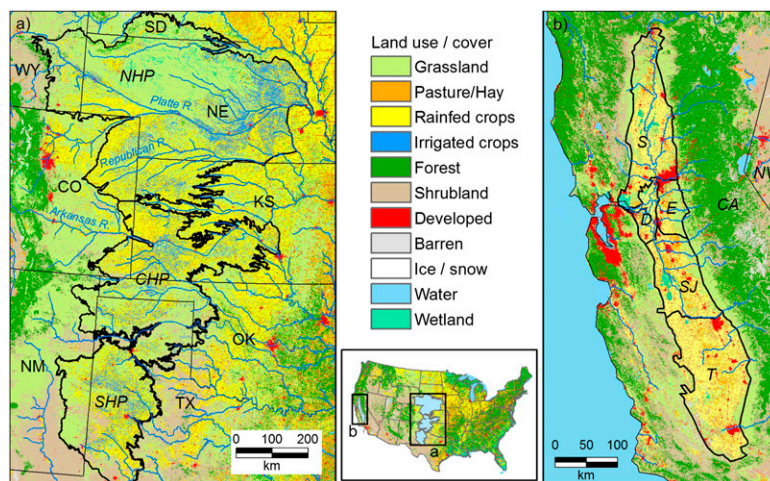 a)
SD
WY
NHP
Platte R.
NE
Republican R.
CO
KS
Arkansas R.
CHP
OK
NM
SHP
TX
0 100 200
km
Land use / cover
Grassland
Pasture/Hay
Rainfed crops
Irrigated crops
Forest
Shrubland
Developed
Barren
Ice / snow
Water
Wetland
b
a
b)
S
NV
D
E
CA
SJ
T
0 50 100
km